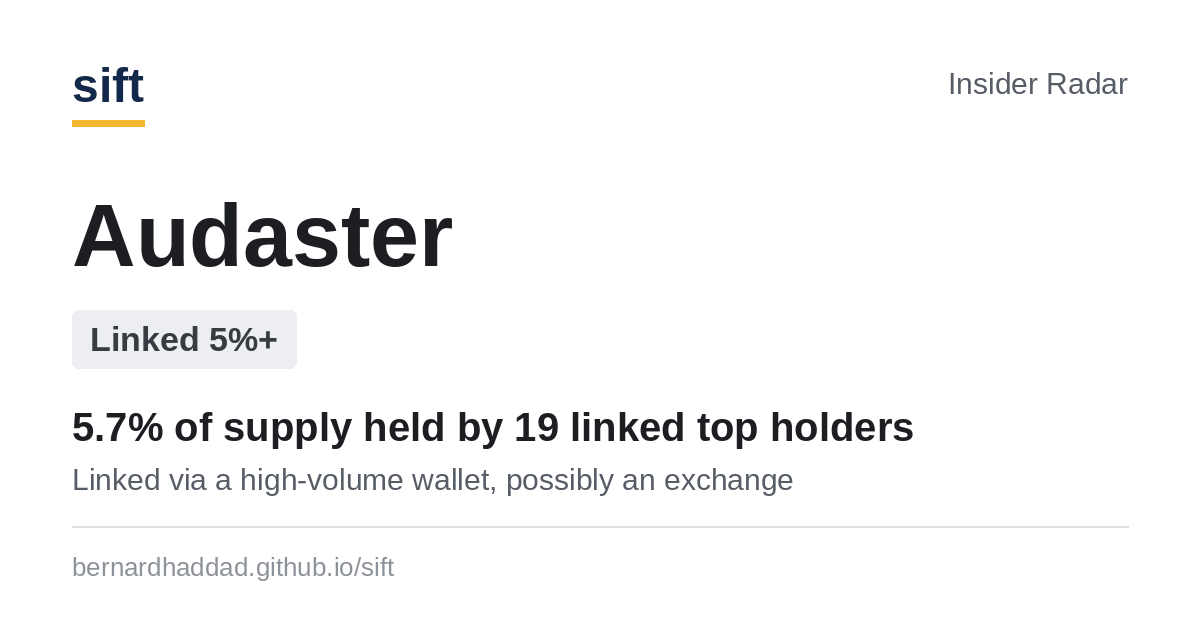 sift
Insider Radar
Audaster
Linked 5%+
5.7% of supply held by 19 linked top holders
Linked via a high-volume wallet, possibly an exchange
bernardhaddad.github.io/sift